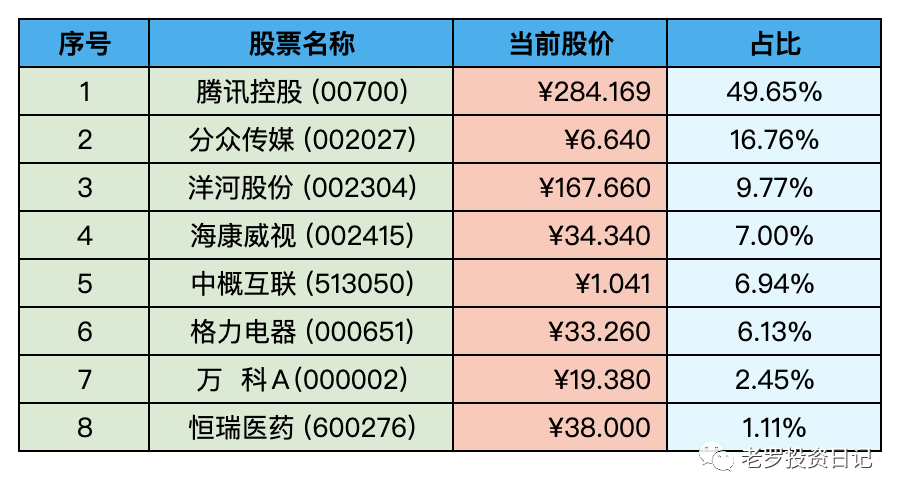 序号 股票名称 当前股价 占比
1 腾讯控股 (00700) ¥284.169 49.65%
2 分众传媒 (002027) ¥6.640 16.76%
3 洋河股份 (002304) ¥167.660 9.77%
4 海康威视 (002415) ¥34.340 7.00%
5 中概互联 (513050) ¥1.041 6.94%
6 格力电器 (000651) ¥33.260 6.13%
7 万 科A(000002) ¥19.380 2.45%
8 恒瑞医药 (600276) ¥38.000 1.11%
老罗投资日记